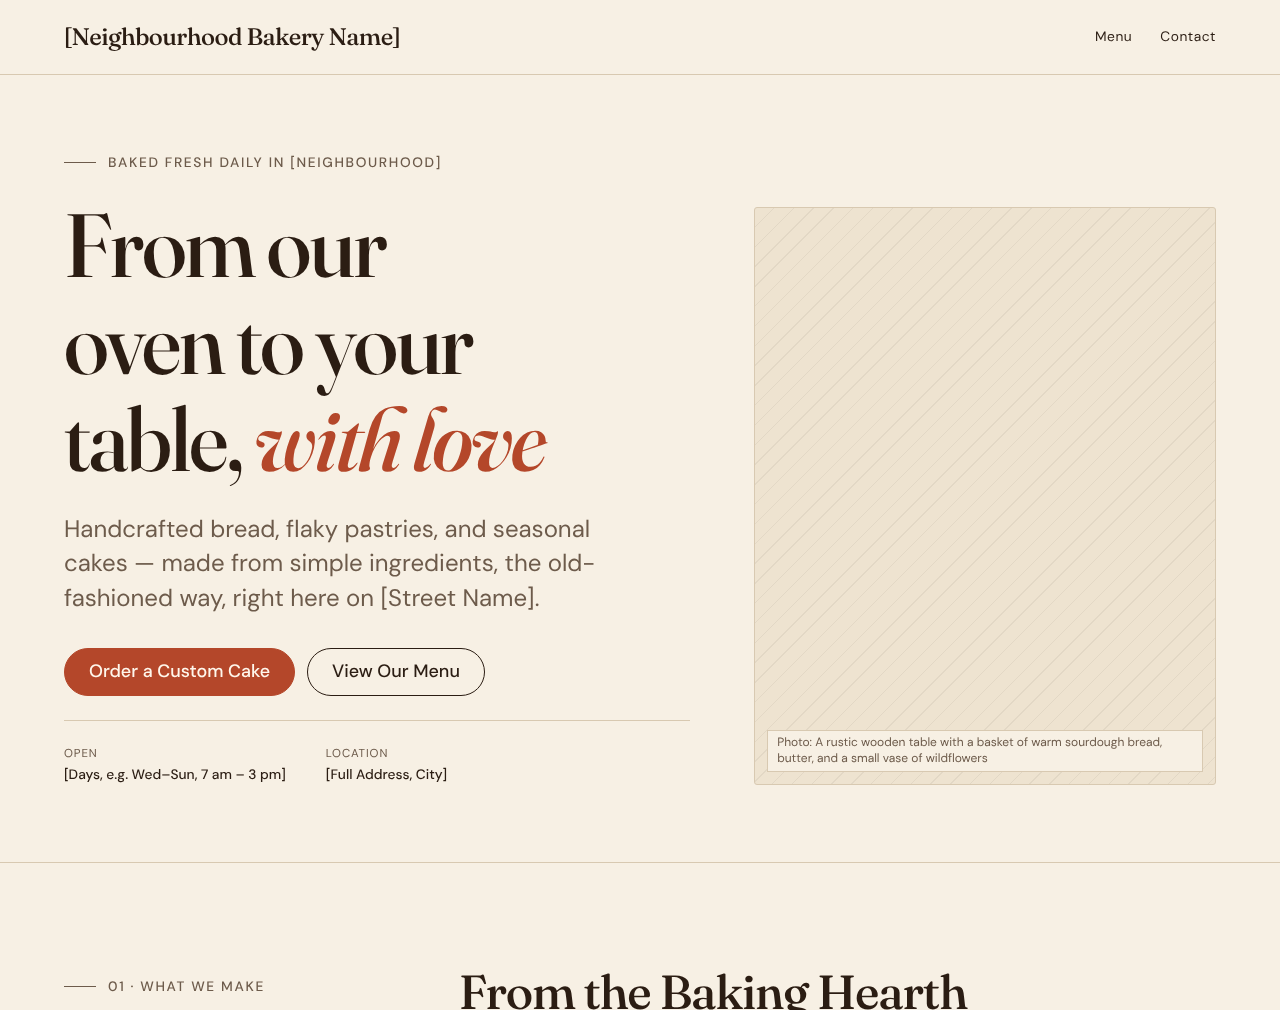 [Neighbourhood Bakery Name]
Menu
Contact
BAKED FRESH DAILY IN [NEIGHBOURHOOD]
From our
oven to your
table, with love
Handcrafted bread, flaky pastries, and seasonal
cakes — made from simple ingredients, the old-
fashioned way, right here on [Street Name].
Order a Custom Cake
View Our Menu
OPEN
[Days, e.g. Wed–Sun, 7 am – 3 pm]
LOCATION
[Full Address, City]
Photo: A rustic wooden table with a basket of warm sourdough bread,
butter, and a small vase of wildflowers
01 · WHAT WE MAKE
From the Baking Hearth